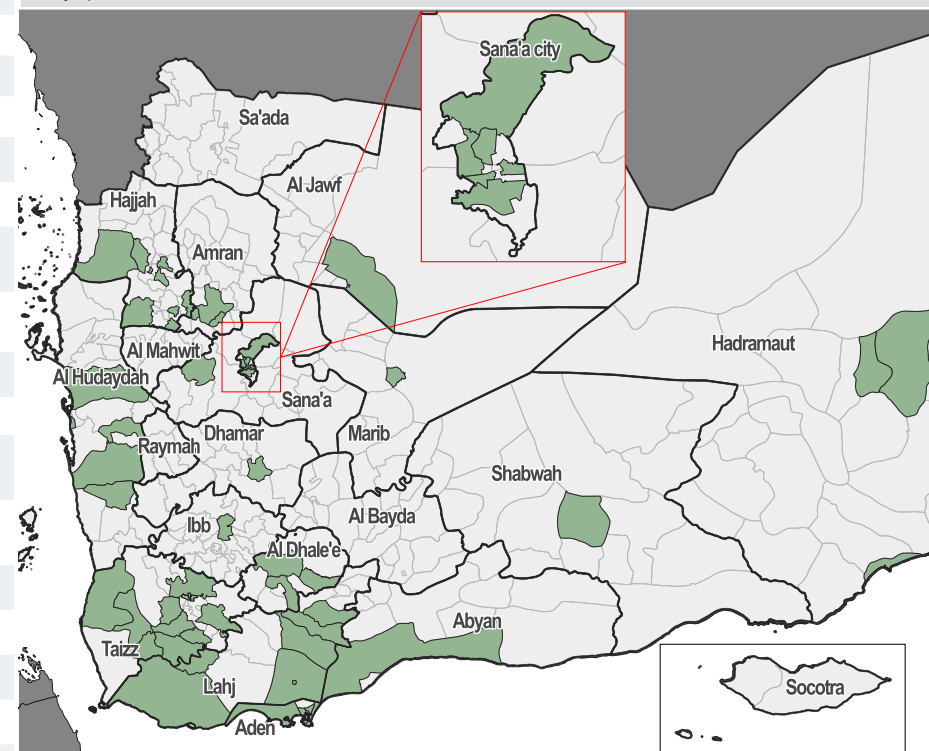 Sana'a city
Sa'ada
Al Jawf
Hajjah
Amran
Hadramaut
Al Mahwit
Al Hudaydah
Sana'a
Dhamar
Marib
Raymah
Shabwah
Ibb
Al Bayda
Al Dhale'e
Abyan
Taizz
Lahj
Socotra
Aden